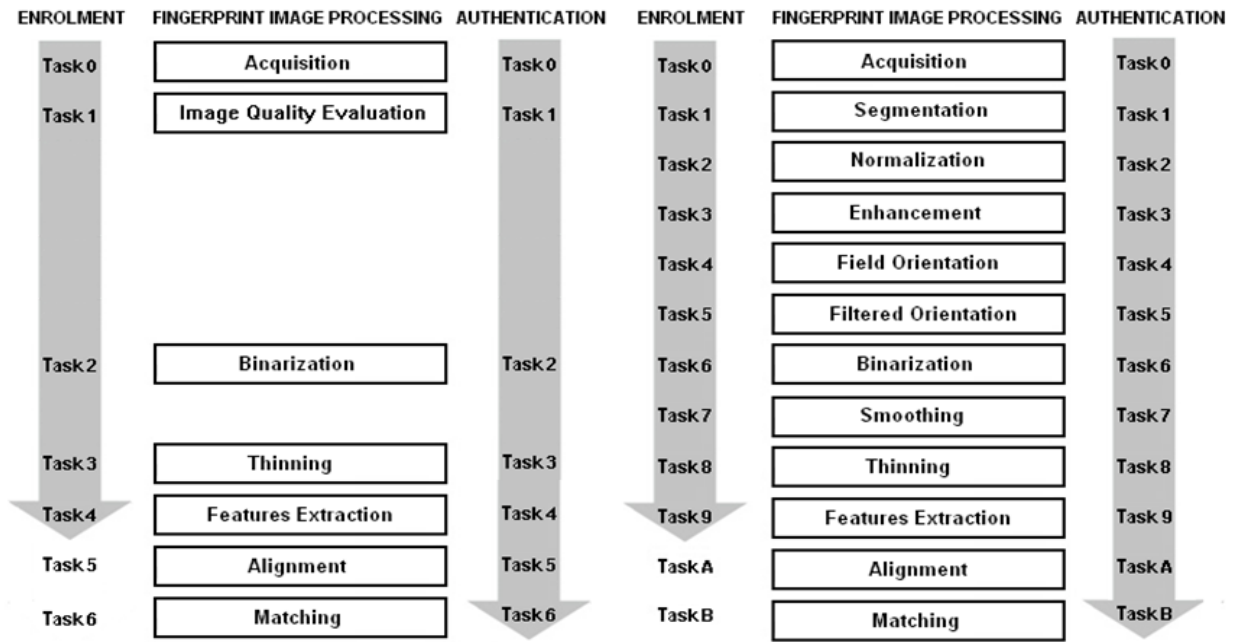 ENROLMENT FINGERPRINT IMAGE PROCESSING AUTHENTICATION ENROLMENT FINGERPRINT IMAGE PROCESSING AUTHENTICATION
Task0 Acquisition Task0 Task0 Acquisition Task0
Task1 Image Quality Evaluation Task1 Task1 Segmentation Task1
Task2 Normalization Task2
Task3 Enhancement Task3
Task4 Field Orientation Task4
Task5 Filtered Orientation Task5
Task2 Binarization Task2 Task6 Binarization Task6
Task7 Smoothing Task7
Task3 Thinning Task3 Task8 Thinning Task8
Task4 Features Extraction Task4 Task9 Features Extraction Task9
Task5 Alignment Task5 TaskA Alignment TaskA
Task6 Matching Task6 TaskB Matching TaskB